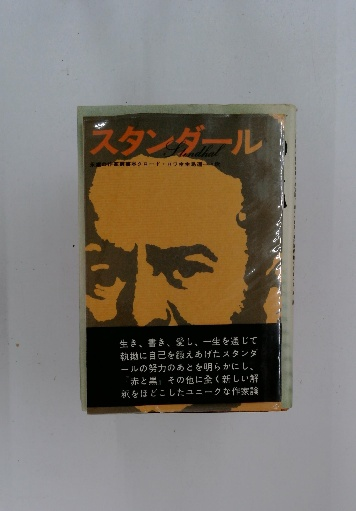 スタンダール
Stendhal
生き、書き、愛し、一生を通じて
執拗に自己を鍛えあげたスタンダ
ールの努力のあとを明らかにし、
「赤と黒」その他に全く新しい解
釈をほどこしたユニークな作家論